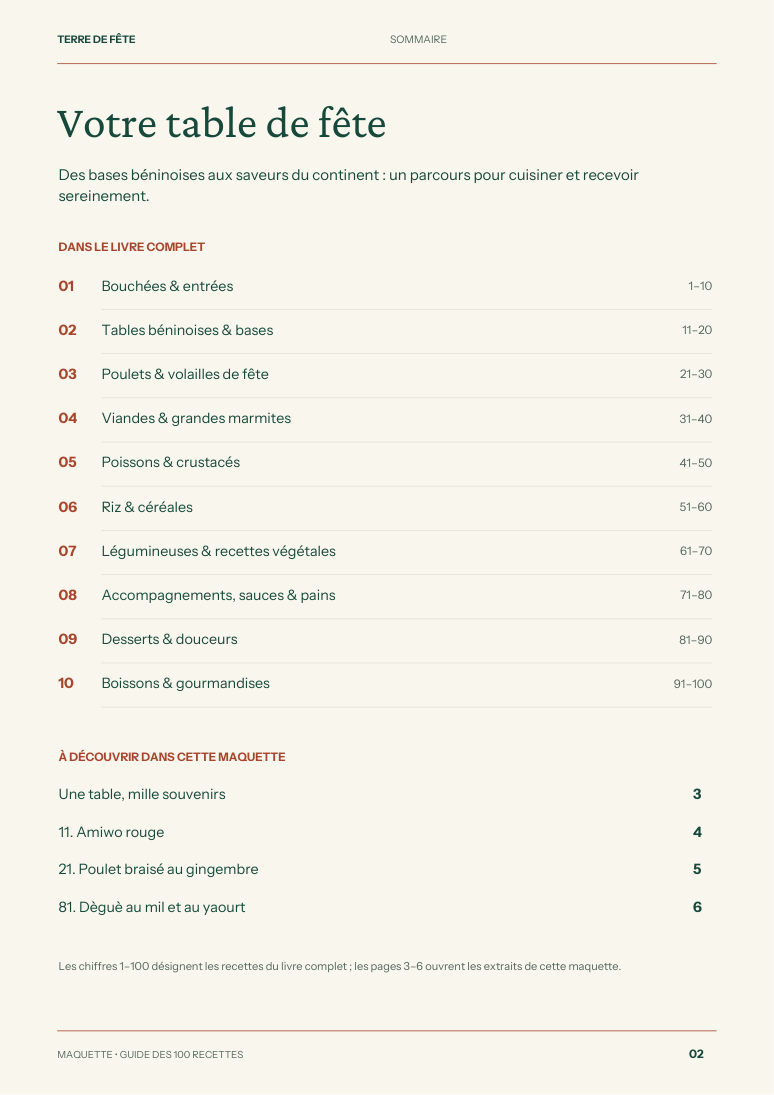 TERRE DE FÊTE SOMMAIRE
Votre table de fête
Des bases béninoises aux saveurs du continent : un parcours pour cuisiner et recevoir
sereinement.
DANS LE LIVRE COMPLET
01 Bouchées & entrées 1–10
02 Tables béninoises & bases 11–20
03 Poulets & volailles de fête 21–30
04 Viandes & grandes marmites 31–40
05 Poissons & crustacés 41–50
06 Riz & céréales 51–60
07 Légumineuses & recettes végétales 61–70
08 Accompagnements, sauces & pains 71–80
09 Desserts & douceurs 81–90
10 Boissons & gourmandises 91–100
À DÉCOUVRIR DANS CETTE MAQUETTE
Une table, mille souvenirs 3
11. Amiwo rouge 4
21. Poulet braisé au gingembre 5
81. Dèguè au mil et au yaourt 6
Les chiffres 1–100 désignent les recettes du livre complet ; les pages 3–6 ouvrent les extraits de cette maquette.
MAQUETTE • GUIDE DES 100 RECETTES 02